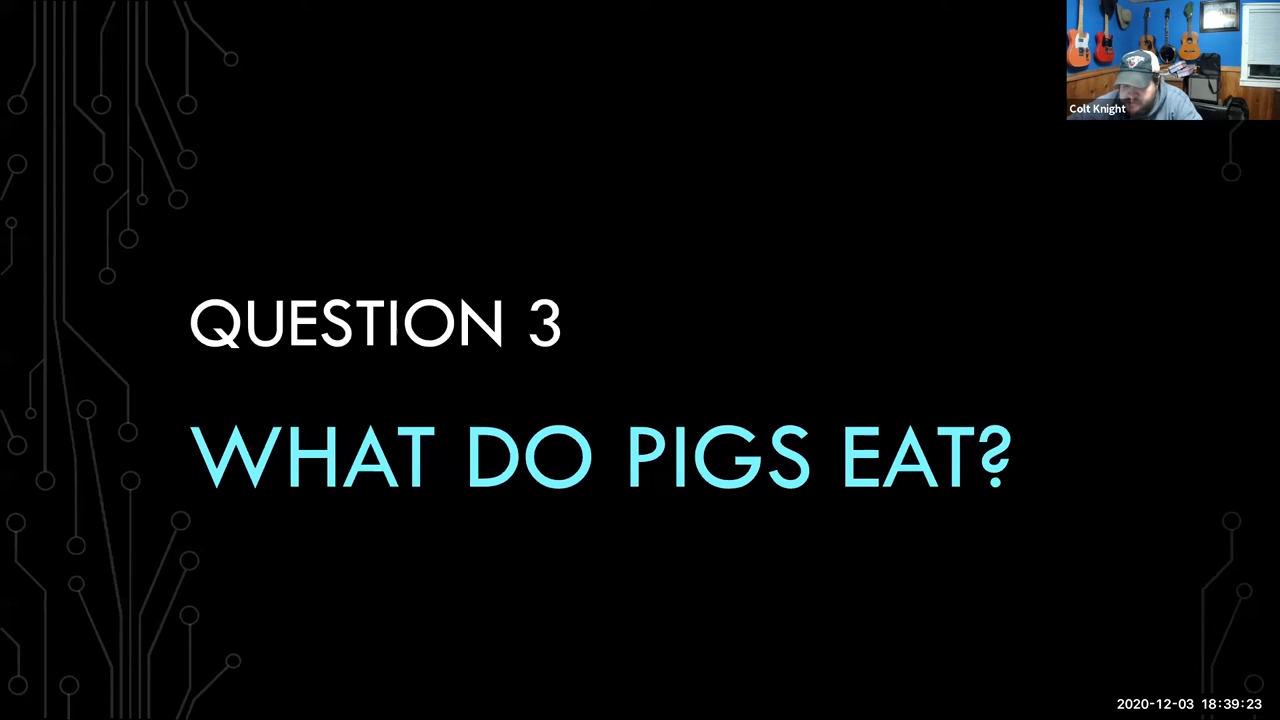 Colt Knight
QUESTION 3
WHAT DO PIGS EAT?
2020-12-03 18:39:23